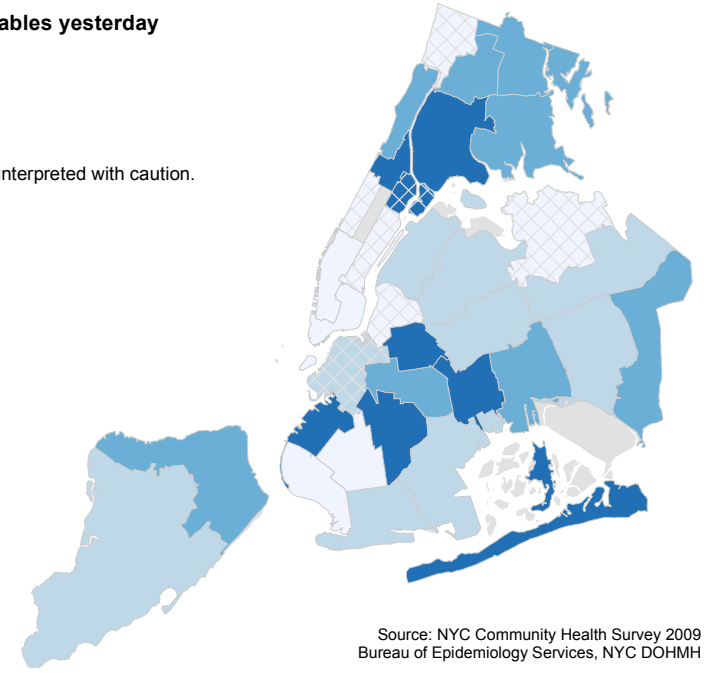 ables yesterday
interpreted with caution.
Source: NYC Community Health Survey 2009
Bureau of Epidemiology Services, NYC DOHMH